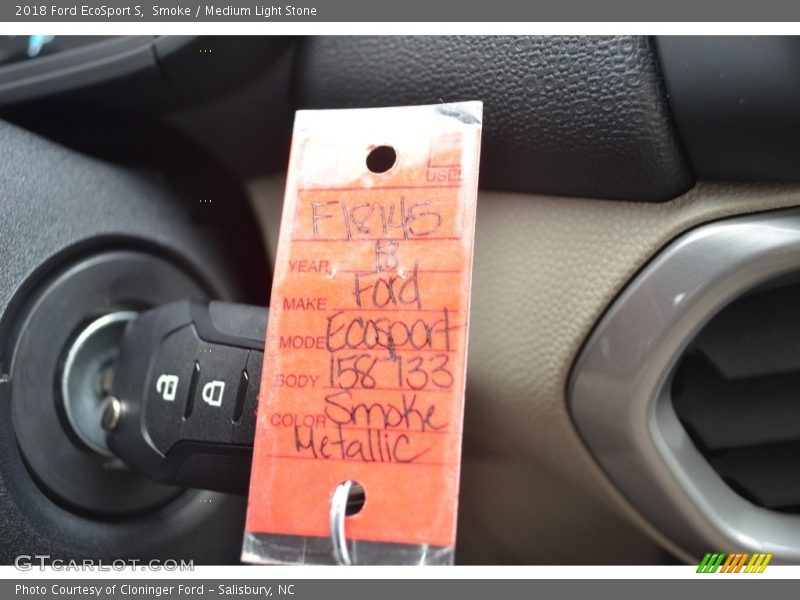 2018 Ford EcoSport S, Smoke / Medium Light Stone
USED
F18145
YEAR 18
MAKE Ford
MODEL Ecosport
BODY 158733
COLOR Smoke
Metallic
GTcarlot.com
Photo Courtesy of Cloninger Ford – Salisbury, NC